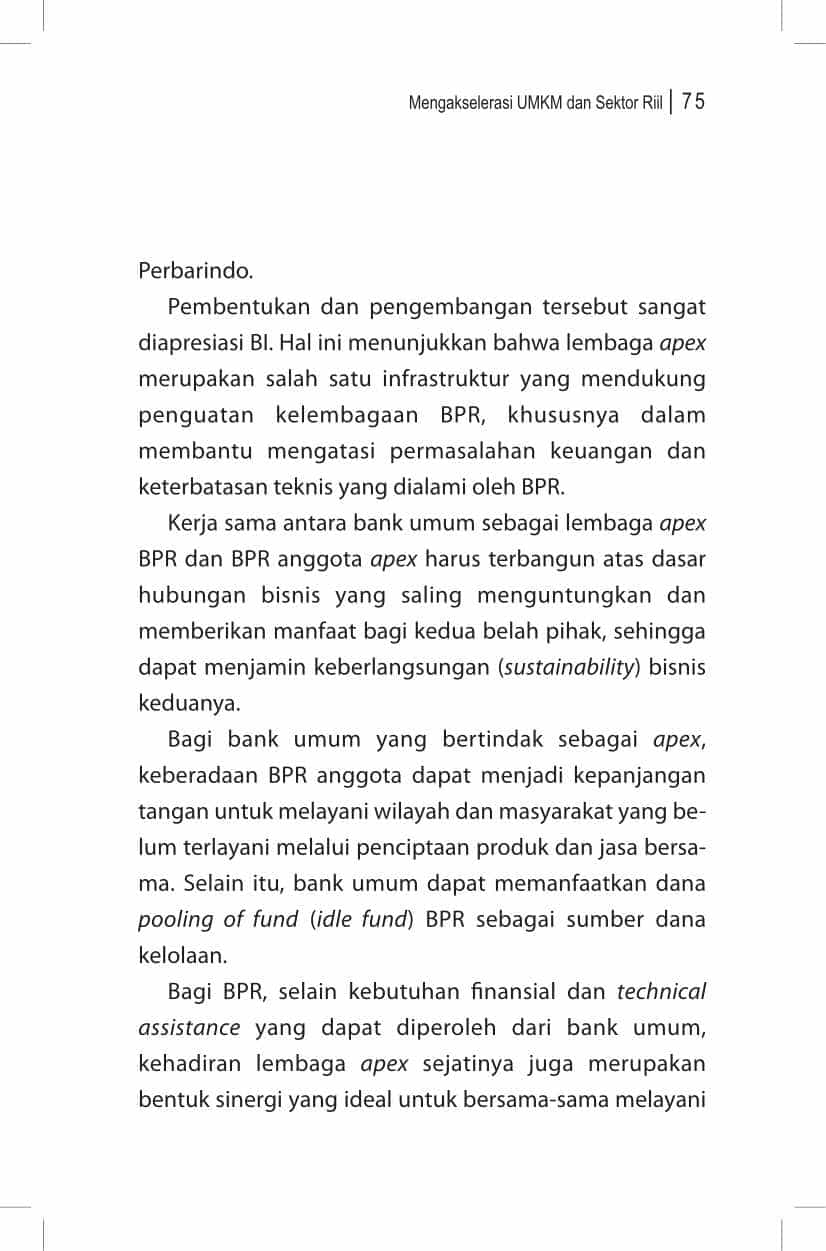 Mengakselerasi UMKM dan Sektor Riil | 75
Perbarindo.
Pembentukan dan pengembangan tersebut sangat
diapresiasi BI. Hal ini menunjukkan bahwa lembaga apex
merupakan salah satu infrastruktur yang mendukung
penguatan kelembagaan BPR, khususnya dalam
membantu mengatasi permasalahan keuangan dan
keterbatasan teknis yang dialami oleh BPR.
Kerja sama antara bank umum sebagai lembaga apex
BPR dan BPR anggota apex harus terbangun atas dasar
hubungan bisnis yang saling menguntungkan dan
memberikan manfaat bagi kedua belah pihak, sehingga
dapat menjamin keberlangsungan (sustainability) bisnis
keduanya.
Bagi bank umum yang bertindak sebagai apex,
keberadaan BPR anggota dapat menjadi kepanjangan
tangan untuk melayani wilayah dan masyarakat yang be-
lum terlayani melalui penciptaan produk dan jasa bersa-
ma. Selain itu, bank umum dapat memanfaatkan dana
pooling of fund (idle fund) BPR sebagai sumber dana
kelolaan.
Bagi BPR, selain kebutuhan finansial dan technical
assistance yang dapat diperoleh dari bank umum,
kehadiran lembaga apex sejatinya juga merupakan
bentuk sinergi yang ideal untuk bersama-sama melayani